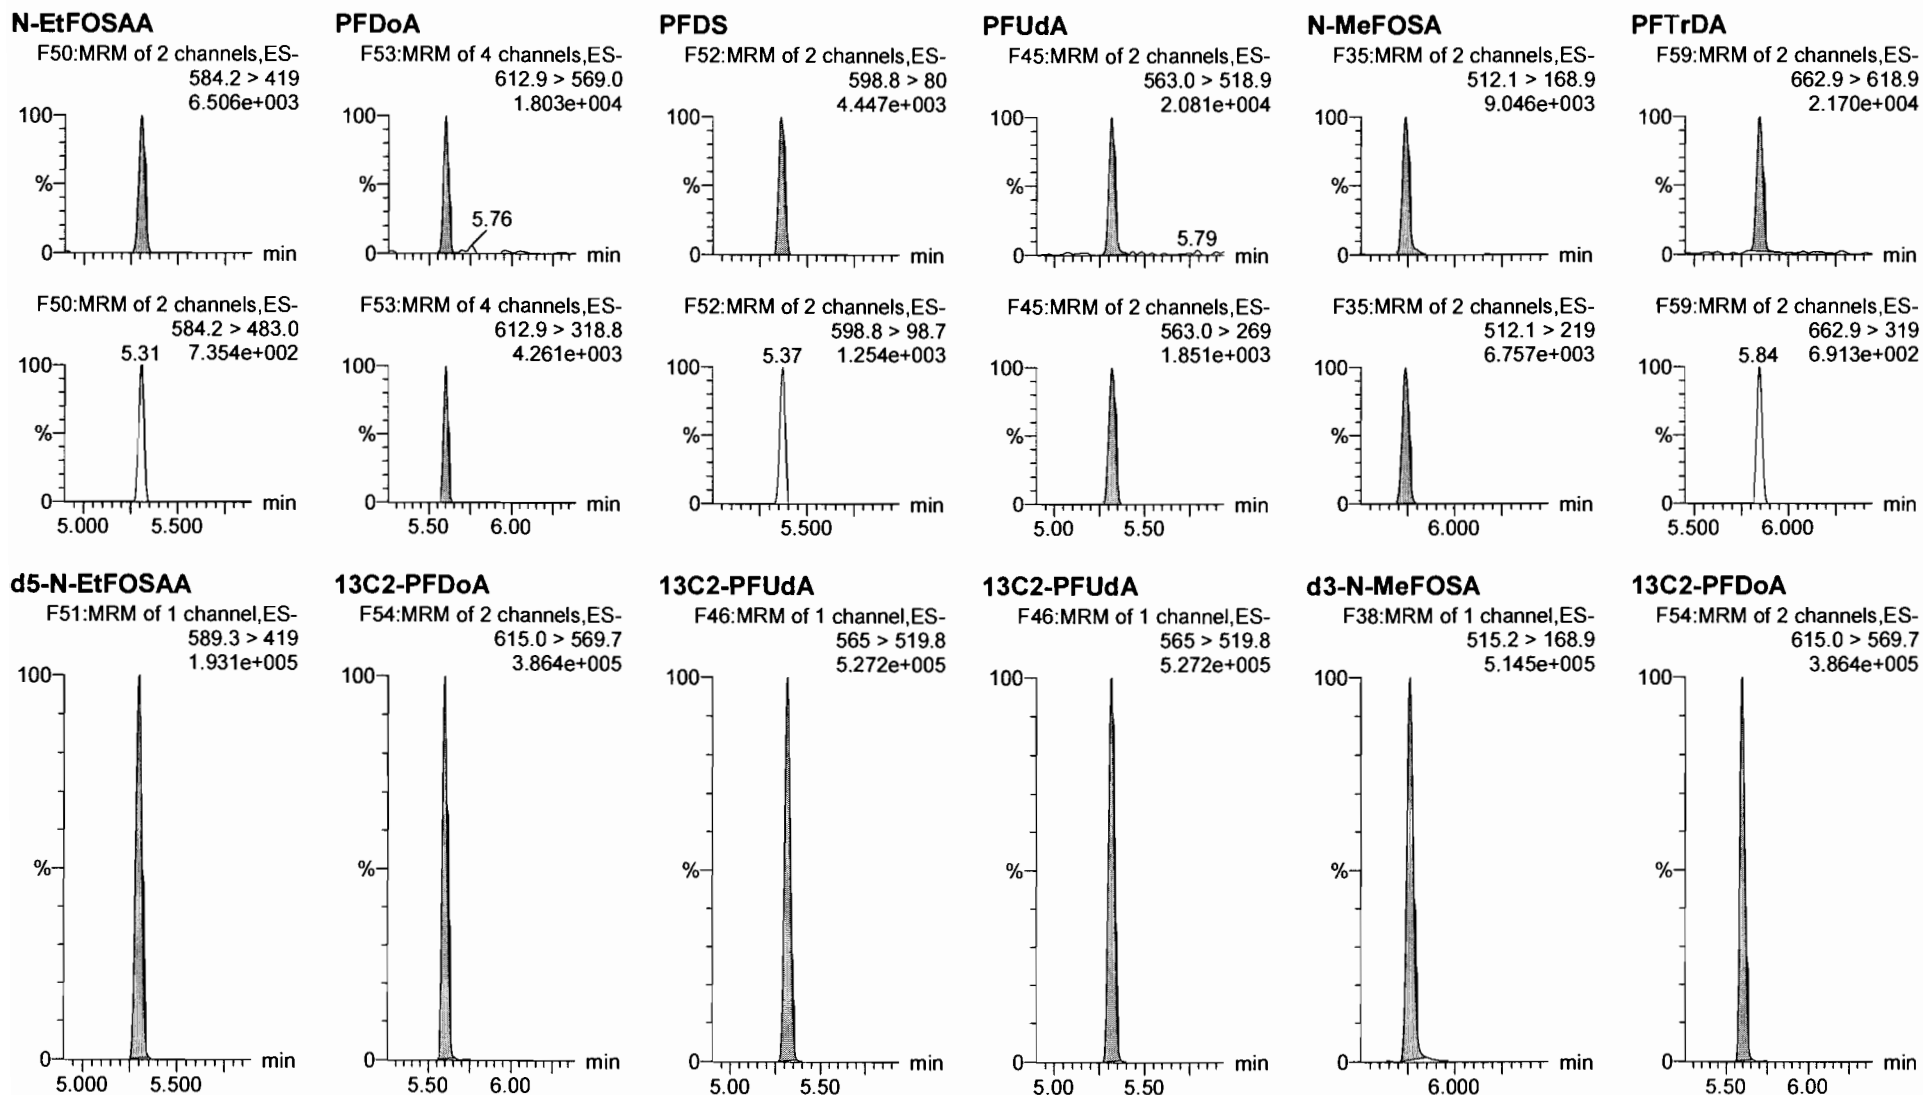 N-EtFOSAA
F50:MRM of 2 channels,ES-
584.2 > 419
6.506e+003
100
%
0
min
F50:MRM of 2 channels,ES-
584.2 > 483.0
5.31 7.354e+002
100
%
0
min
5.000 5.500
PFDoA
F53:MRM of 4 channels,ES-
612.9 > 569.0
1.803e+004
100
%
5.76
0
min
F53:MRM of 4 channels,ES-
612.9 > 318.8
4.261e+003
100
%
0
min
5.50 6.00
PFDS
F52:MRM of 2 channels,ES-
598.8 > 80
4.447e+003
100
%
0
min
F52:MRM of 2 channels,ES-
598.8 > 98.7
5.37 1.254e+003
100
%
0
min
5.500
PFUdA
F45:MRM of 2 channels,ES-
563.0 > 518.9
2.081e+004
100
%
5.79
0
min
F45:MRM of 2 channels,ES-
563.0 > 269
1.851e+003
100
%
0
min
5.00 5.50
N-MeFOSA
F35:MRM of 2 channels,ES-
512.1 > 168.9
9.046e+003
100
%
0
min
F35:MRM of 2 channels,ES-
512.1 > 219
6.757e+003
100
%
0
min
6.000
PFTrDA
F59:MRM of 2 channels,ES-
662.9 > 618.9
2.170e+004
100
%
0
min
F59:MRM of 2 channels,ES-
662.9 > 319
5.84 6.913e+002
100
%
0
min
5.500 6.000
d5-N-EtFOSAA
F51:MRM of 1 channel,ES-
589.3 > 419
1.931e+005
100
%
0
min
5.000 5.500
13C2-PFDoA
F54:MRM of 2 channels,ES-
615.0 > 569.7
3.864e+005
100
%
0
min
5.50 6.00
13C2-PFUdA
F46:MRM of 1 channel,ES-
565 > 519.8
5.272e+005
100
%
0
min
5.00 5.50
13C2-PFUdA
F46:MRM of 1 channel,ES-
565 > 519.8
5.272e+005
100
%
0
min
5.00 5.50
d3-N-MeFOSA
F38:MRM of 1 channel,ES-
515.2 > 168.9
5.145e+005
100
%
0
min
6.000
13C2-PFDoA
F54:MRM of 2 channels,ES-
615.0 > 569.7
3.864e+005
100
%
0
min
5.50 6.00